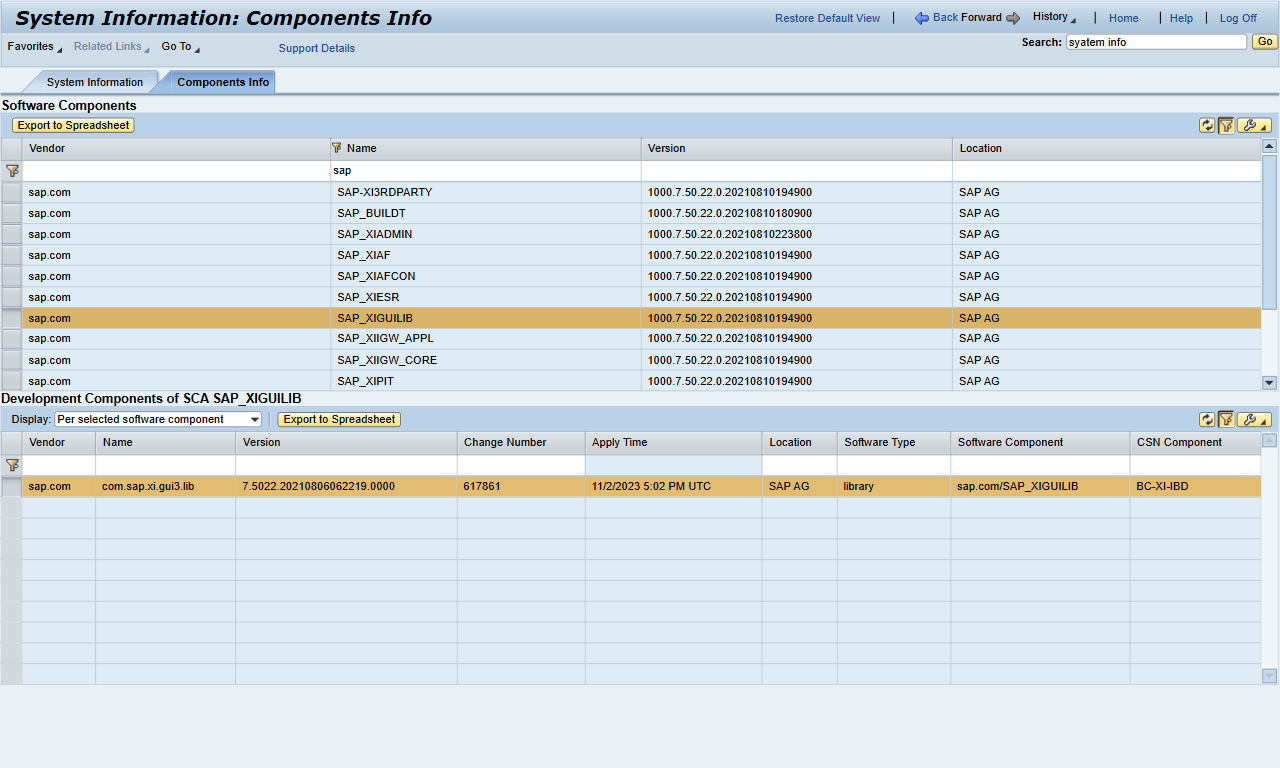 System Information: Components Info
Restore Default View | Back Forward History | Home | Help | Log Off
Favorites Related Links Go To Support Details
Search: syatem info Go
System Information Components Info
Software Components
Export to Spreadsheet
Vendor Name Version Location
sap
sap.com SAP-XI3RDPARTY 1000.7.50.22.0.20210810194900 SAP AG
sap.com SAP_BUILDT 1000.7.50.22.0.20210810180900 SAP AG
sap.com SAP_XIADMIN 1000.7.50.22.0.20210810223800 SAP AG
sap.com SAP_XIAF 1000.7.50.22.0.20210810194900 SAP AG
sap.com SAP_XIAFCON 1000.7.50.22.0.20210810194900 SAP AG
sap.com SAP_XIESR 1000.7.50.22.0.20210810194900 SAP AG
sap.com SAP_XIGUILIB 1000.7.50.22.0.20210810194900 SAP AG
sap.com SAP_XIIGW_APPL 1000.7.50.22.0.20210810194900 SAP AG
sap.com SAP_XIIGW_CORE 1000.7.50.22.0.20210810194900 SAP AG
sap.com SAP_XIPIT 1000.7.50.22.0.20210810194900 SAP AG
Development Components of SCA SAP_XIGUILIB
Display: Per selected software component Export to Spreadsheet
Vendor Name Version Change Number Apply Time Location Software Type Software Component CSN Component
sap.com com.sap.xi.gui3.lib 7.5022.20210806062219.0000 617861 11/2/2023 5:02 PM UTC SAP AG library sap.com/SAP_XIGUILIB BC-XI-IBD